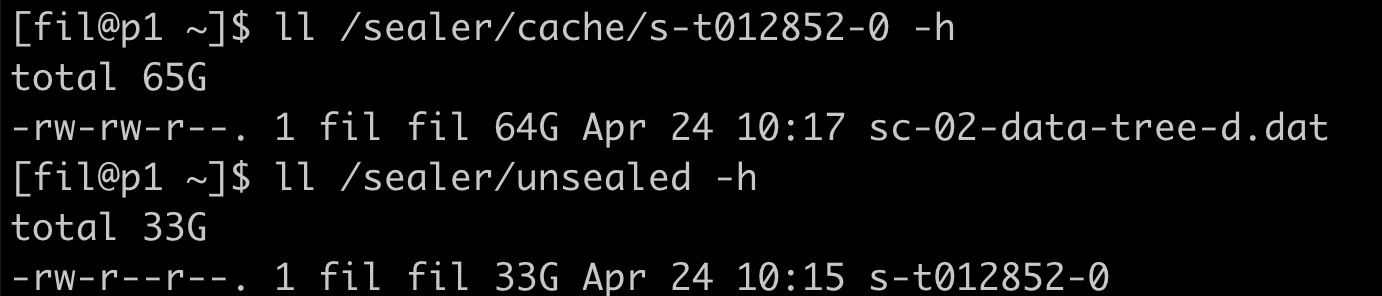 [fil@p1 ~]$ ll /sealer/cache/s-t012852-0 -h
total 65G
-rw-rw-r--. 1 fil fil 64G Apr 24 10:17 sc-02-data-tree-d.dat
[fil@p1 ~]$ ll /sealer/unsealed -h
total 33G
-rw-r--r--. 1 fil fil 33G Apr 24 10:15 s-t012852-0